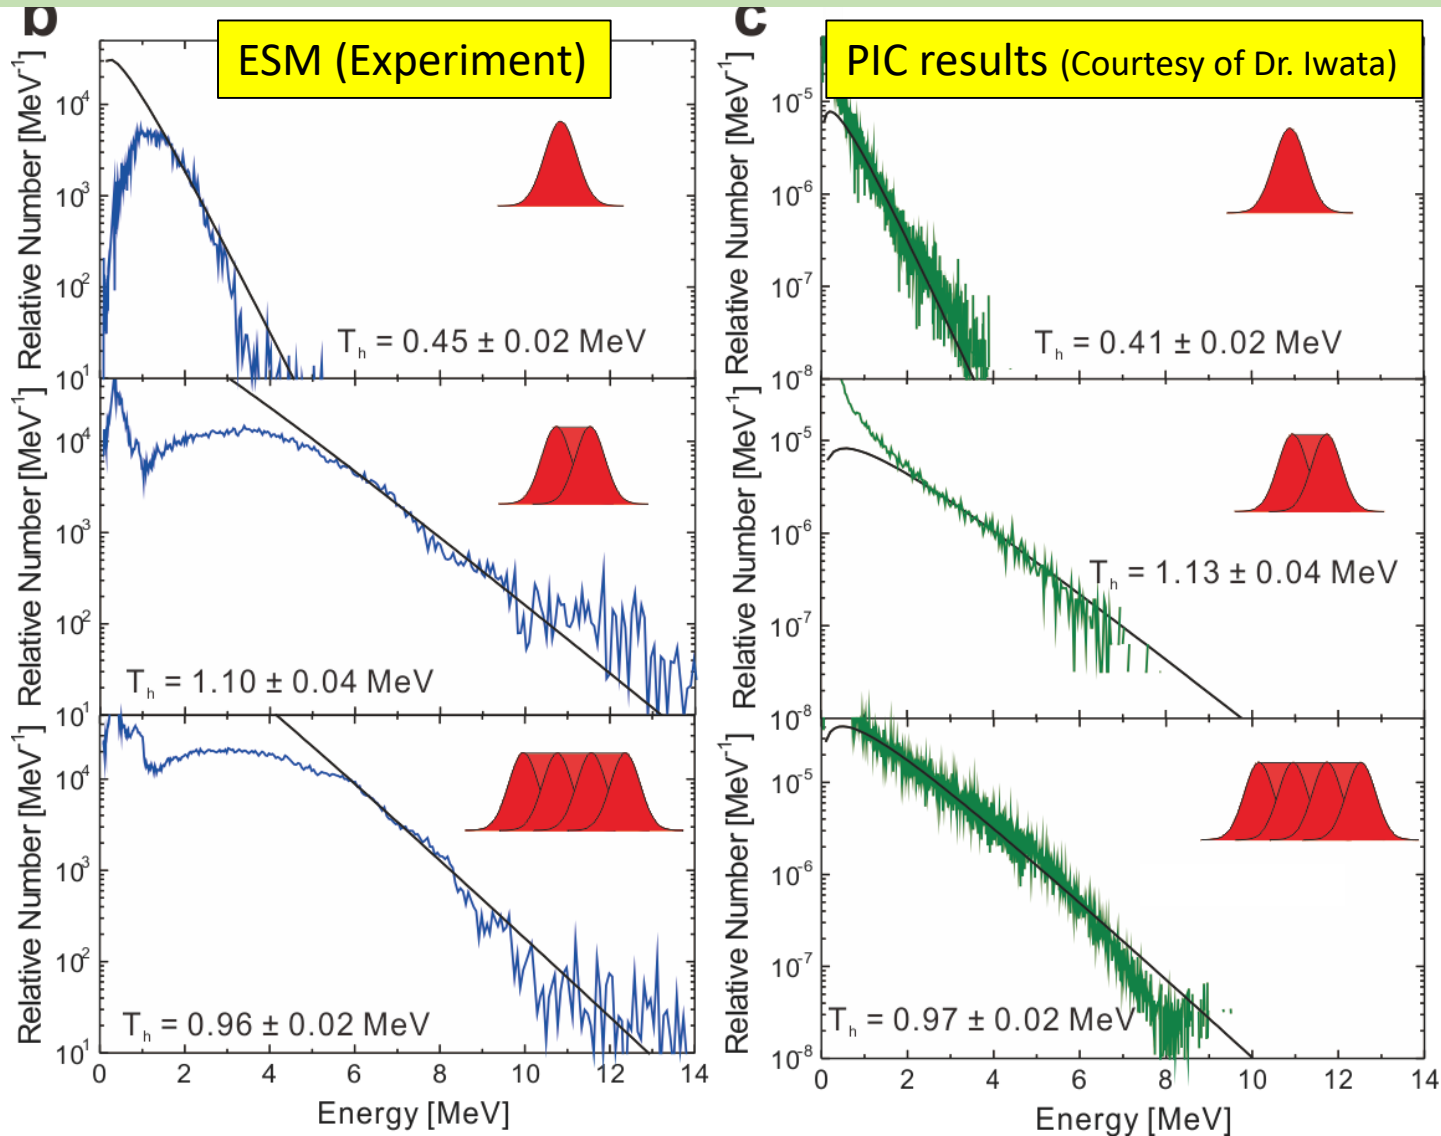 b
ESM (Experiment)
Relative Number [MeV⁻¹]
10⁴
10³
10²
10¹
Tₕ = 0.45 ± 0.02 MeV
Relative Number [MeV⁻¹]
10⁴
10³
10²
10¹
Tₕ = 1.10 ± 0.04 MeV
Relative Number [MeV⁻¹]
10⁴
10³
10²
10¹
Tₕ = 0.96 ± 0.02 MeV
0 2 4 6 8 10 12 14
Energy [MeV]
c
PIC results (Courtesy of Dr. Iwata)
Relative Number [MeV⁻¹]
10⁻⁵
10⁻⁶
10⁻⁷
10⁻⁸
Tₕ = 0.41 ± 0.02 MeV
Relative Number [MeV⁻¹]
10⁻⁵
10⁻⁶
10⁻⁷
10⁻⁸
Tₕ = 1.13 ± 0.04 MeV
Relative Number [MeV⁻¹]
10⁻⁵
10⁻⁶
10⁻⁷
10⁻⁸
Tₕ = 0.97 ± 0.02 MeV
0 2 4 6 8 10 12 14
Energy [MeV]